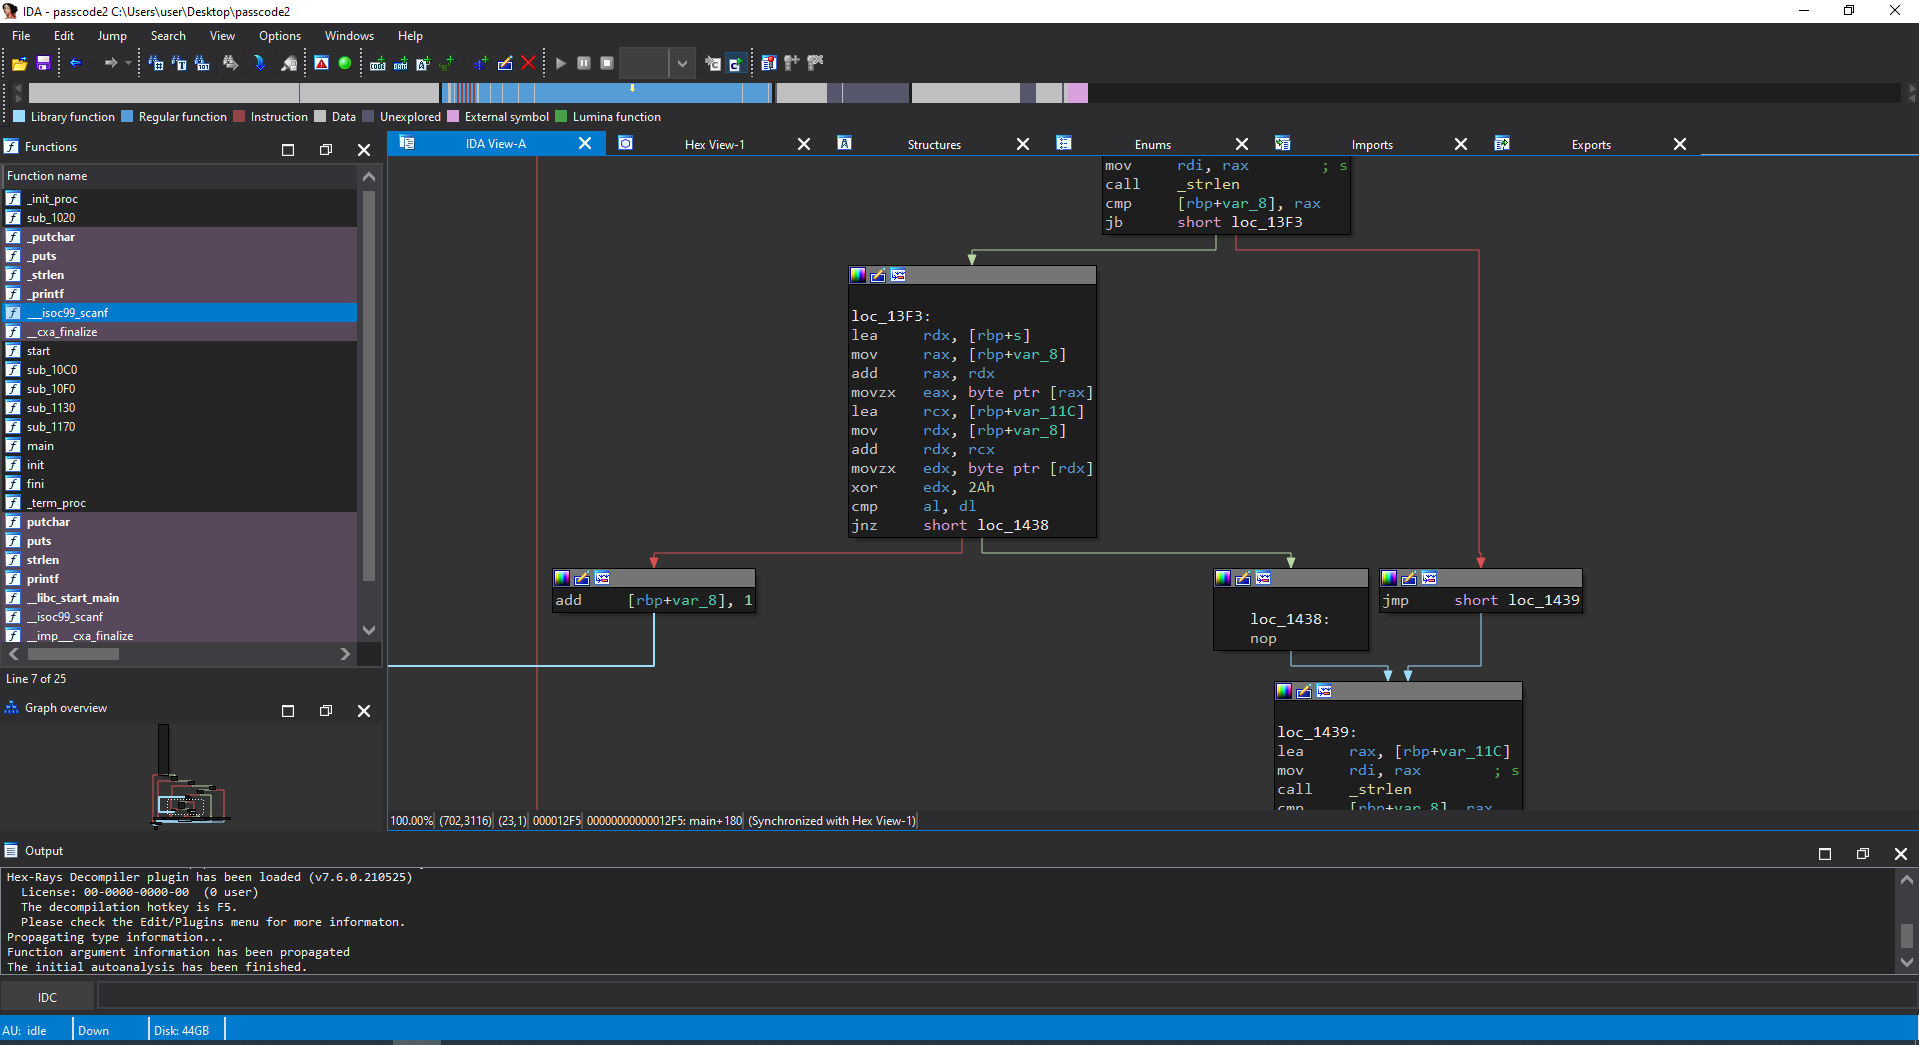 IDA - passcode2 C:\Users\user\Desktop\passcode2
File Edit Jump Search View Options Windows Help
Library function Regular function Instruction Data Unexplored External symbol Lumina function
Functions
Function name
_init_proc
sub_1020
_putchar
_puts
_strlen
_printf
___isoc99_scanf
__cxa_finalize
start
sub_10C0
sub_10F0
sub_1130
sub_1170
main
init
fini
_term_proc
putchar
puts
strlen
printf
__libc_start_main
__isoc99_scanf
__imp___cxa_finalize
Line 7 of 25
Graph overview
IDA View-A Hex View-1 Structures Enums Imports Exports
mov rdi, rax ; s
call _strlen
cmp [rbp+var_8], rax
jb short loc_13F3
loc_13F3:
lea rdx, [rbp+s]
mov rax, [rbp+var_8]
add rax, rdx
movzx eax, byte ptr [rax]
lea rcx, [rbp+var_11C]
mov rdx, [rbp+var_8]
add rdx, rcx
movzx edx, byte ptr [rdx]
xor edx, 2Ah
cmp al, dl
jnz short loc_1438
add [rbp+var_8], 1
loc_1438:
nop
jmp short loc_1439
loc_1439:
lea rax, [rbp+var_11C]
mov rdi, rax ; s
call _strlen
cmp [rbp+var_8], rax
100.00% (702,3116) (23,1) 000012F5 00000000000012F5: main+180 (Synchronized with Hex View-1)
Output
Hex-Rays Decompiler plugin has been loaded (v7.6.0.210525)
License: 00-0000-0000-00 (0 user)
The decompilation hotkey is F5.
Please check the Edit/Plugins menu for more informaton.
Propagating type information...
Function argument information has been propagated
The initial autoanalysis has been finished.
IDC
AU: idle Down Disk: 44GB